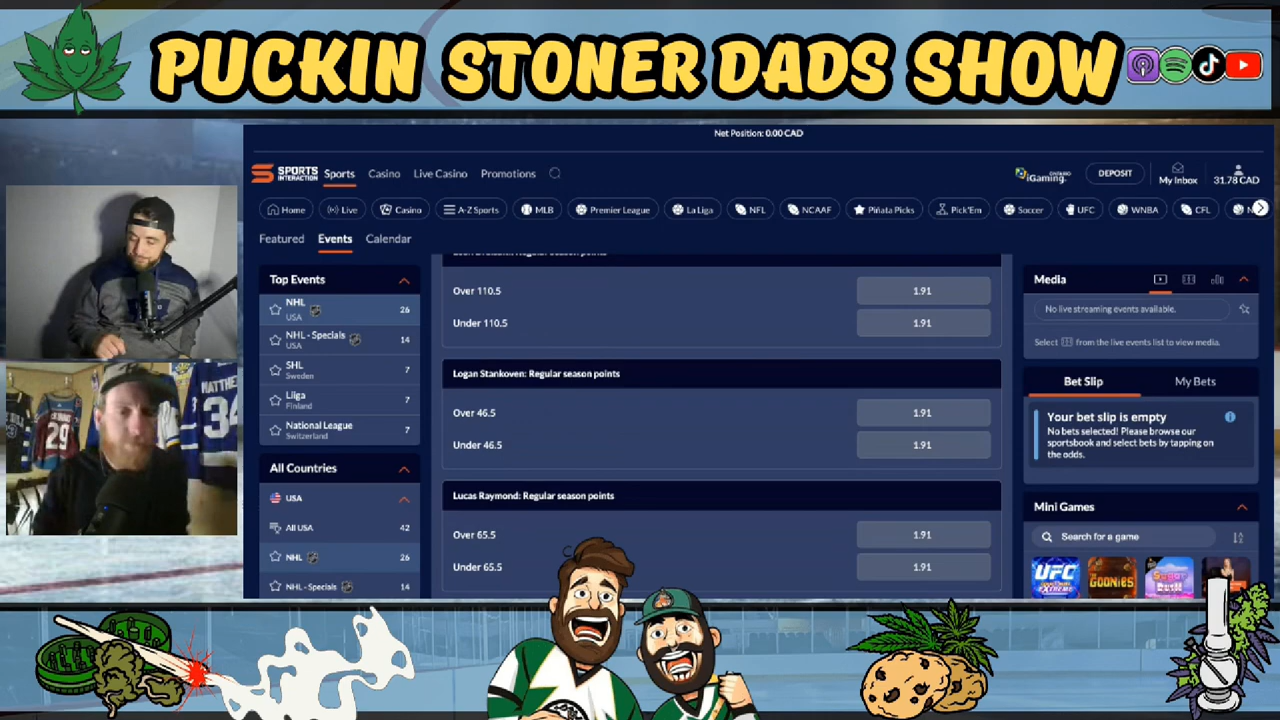 PUCKIN STONER DADS SHOW
Net Position: 0.00 CAD
SPORTS INTERACTION
Sports
Casino
Live Casino
Promotions
iGaming
ONTARIO
DEPOSIT
My Inbox
31.78 CAD
Home
Live
Casino
A-Z Sports
MLB
Premier League
La Liga
NFL
NCAAF
Piñata Picks
Pick'Em
Soccer
UFC
WNBA
CFL
Featured
Events
Calendar
Top Events
NHL
USA
26
NHL - Specials
USA
14
SHL
Sweden
7
Liiga
Finland
7
National League
Switzerland
7
All Countries
USA
All USA
42
NHL
26
NHL - Specials
14
Over 110.5
1.91
Under 110.5
1.91
Logan Stankoven: Regular season points
Over 46.5
1.91
Under 46.5
1.91
Lucas Raymond: Regular season points
Over 65.5
1.91
Under 65.5
1.91
Media
No live streaming events available.
Select from the live events list to view media.
Bet Slip
My Bets
Your bet slip is empty
No bets selected! Please browse our
sportsbook and select bets by tapping on
the odds.
Mini Games
Search for a game
UFC
GOONIES
29
MATTHE
34